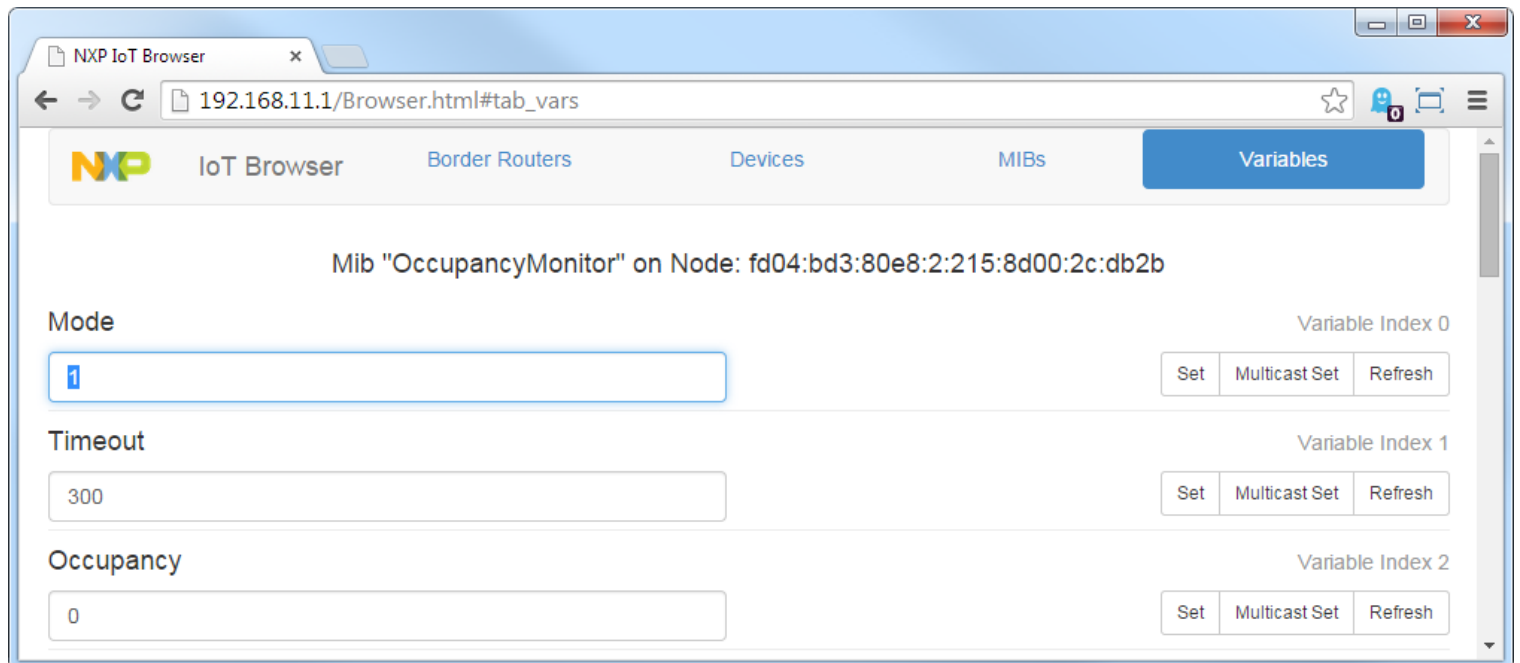 NXP IoT Browser
192.168.11.1/Browser.html#tab_vars
0
NXP IoT Browser Border Routers Devices MIBs Variables
Mib "OccupancyMonitor" on Node: fd04:bd3:80e8:2:215:8d00:2c:db2b
Mode Variable Index 0
1 Set Multicast Set Refresh
Timeout Variable Index 1
300 Set Multicast Set Refresh
Occupancy Variable Index 2
0 Set Multicast Set Refresh